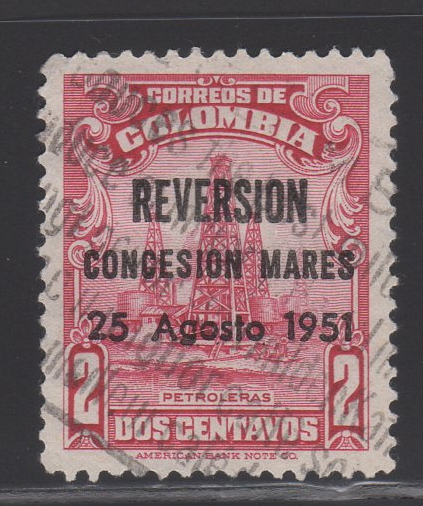 CORREOS DE
COLOMBIA
REVERSION
CONCESION MARES
25 Agosto 1951
PETROLERAS
2 DOS CENTAVOS 2
AMERICAN BANK NOTE CO.